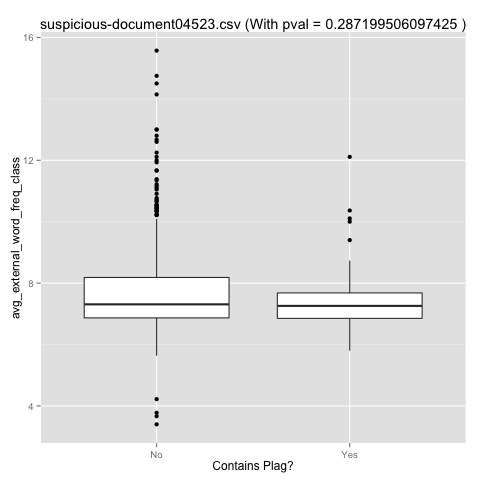 suspicious-document04523.csv (With pval = 0.287199506097425 )
16
12
8
4
avg_external_word_freq_class
No
Yes
Contains Plag?